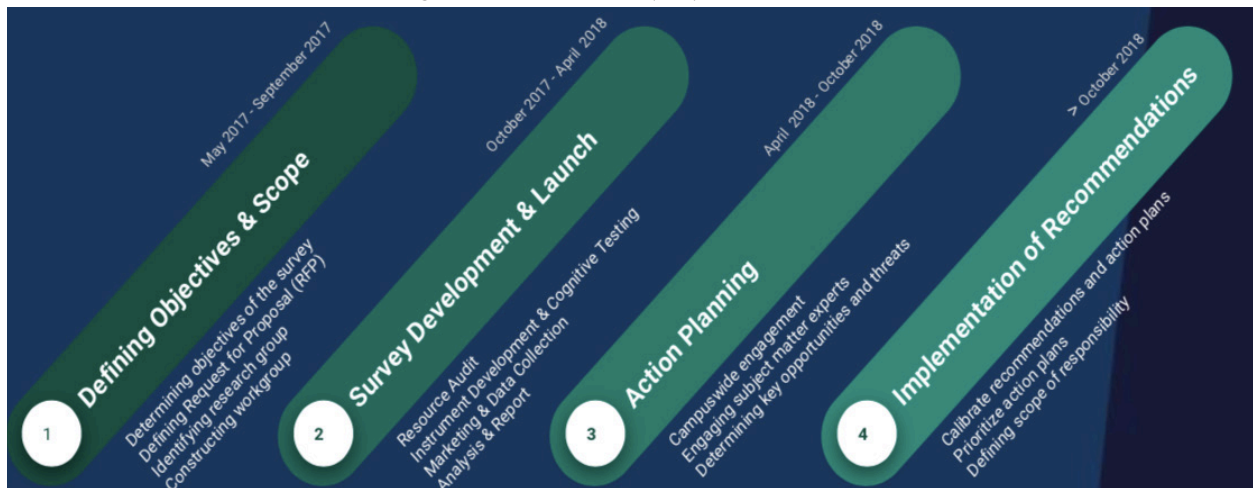 May 2017 - September 2017
1
Defining Objectives & Scope
Determining objectives of the survey
Defining Request for Proposal (RFP)
Identifying research group
Constructing workgroup
October 2017 - April 2018
2
Survey Development & Launch
Resource Audit
Instrument Development & Cognitive Testing
Marketing & Data Collection
Analysis & Report
April 2018 - October 2018
3
Action Planning
Campuswide engagement
Engaging subject matter experts
Determining key opportunities and threats
> October 2018
4
Implementation of Recommendations
Calibrate recommendations and action plans
Prioritize action plans
Defining scope of responsibility